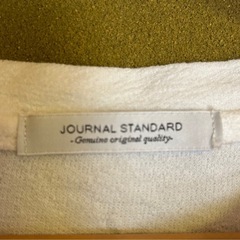 JOURNAL STANDARD
-Genuine original quality-